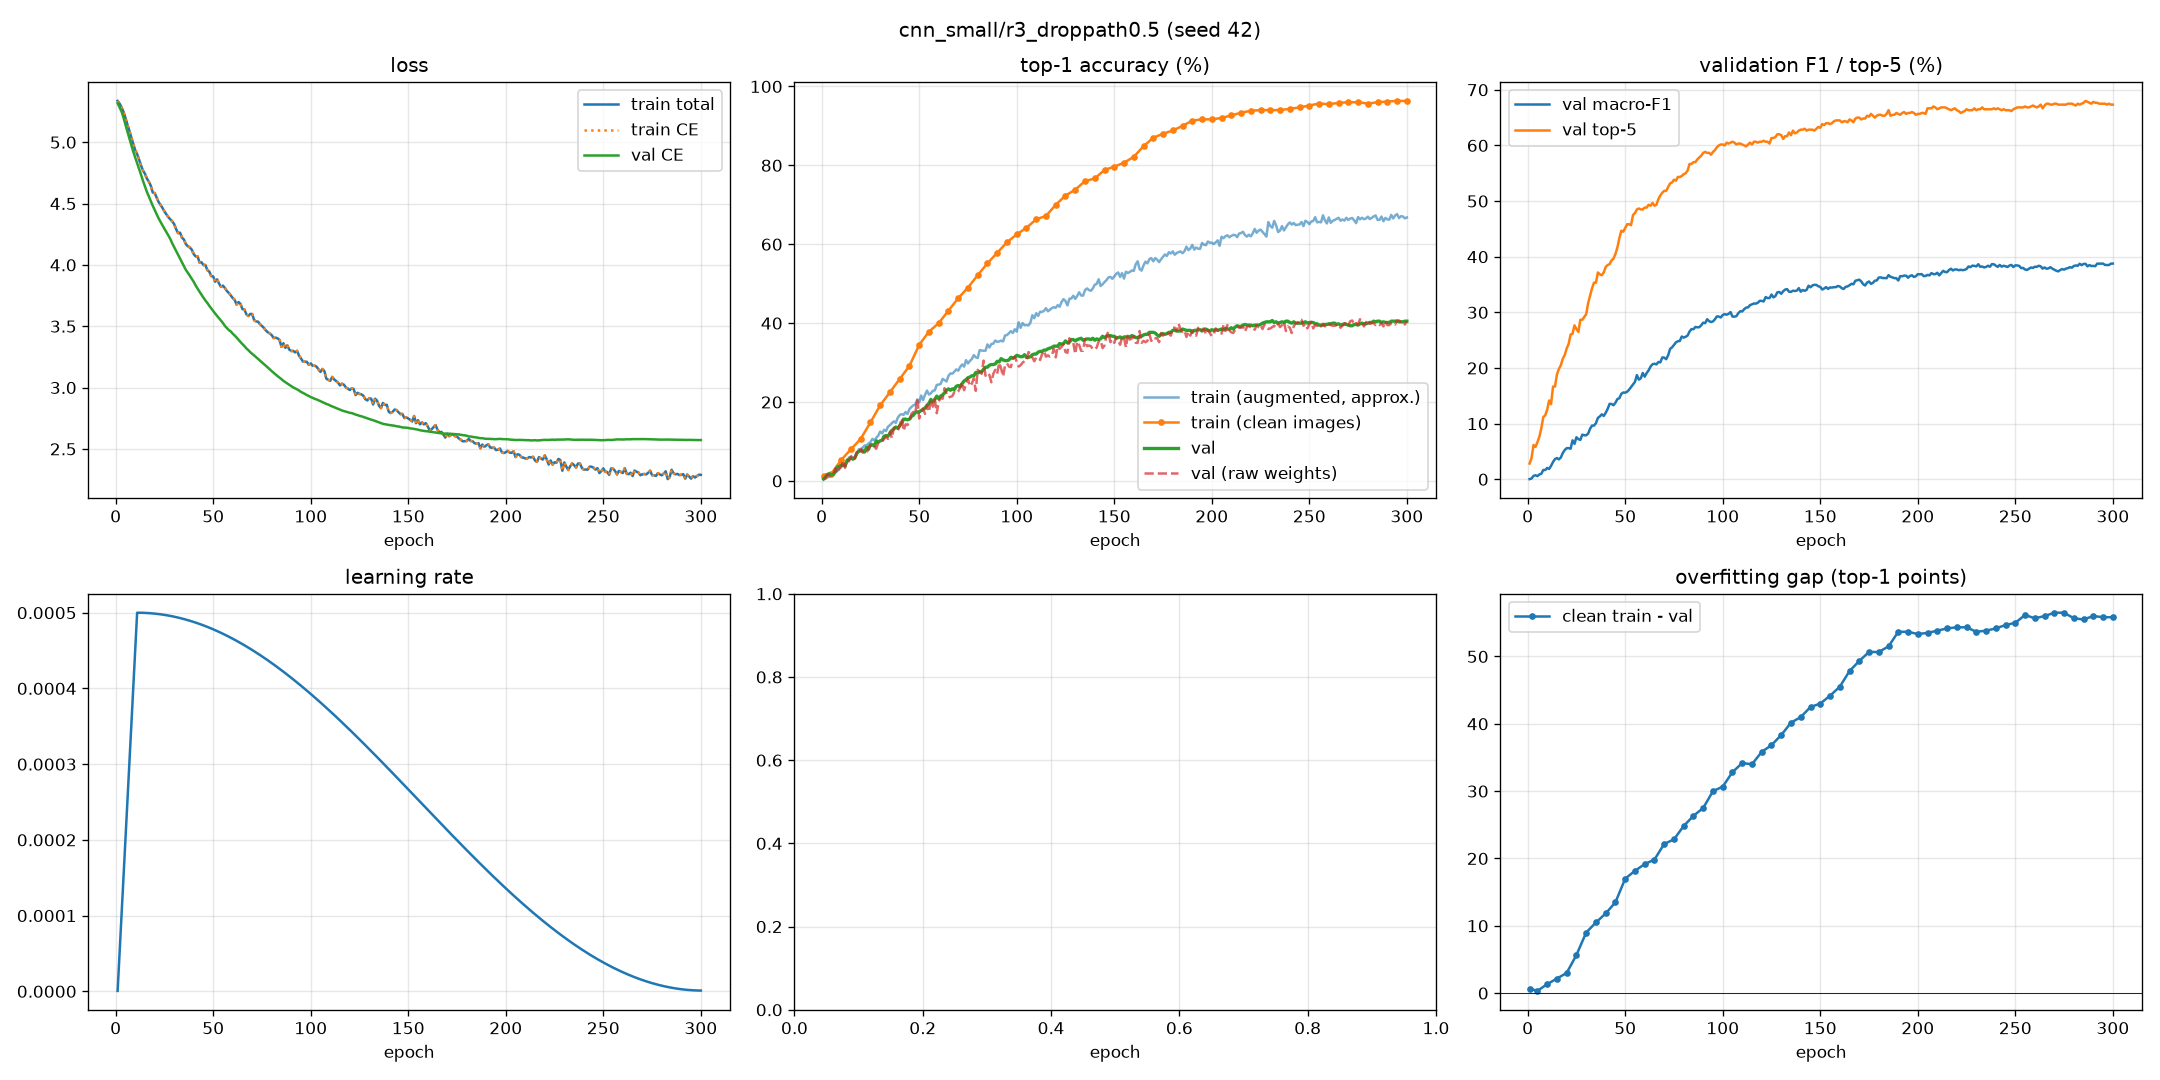 cnn_small/r3_droppath0.5 (seed 42)
loss
train total
train CE
val CE
5.0
4.5
4.0
3.5
3.0
2.5
0 50 100 150 200 250 300
epoch
top-1 accuracy (%)
100
80
60
40
20
0
train (augmented, approx.)
train (clean images)
val
val (raw weights)
0 50 100 150 200 250 300
epoch
validation F1 / top-5 (%)
val macro-F1
val top-5
70
60
50
40
30
20
10
0
0 50 100 150 200 250 300
epoch
learning rate
0.0005
0.0004
0.0003
0.0002
0.0001
0.0000
0 50 100 150 200 250 300
epoch
1.0
0.8
0.6
0.4
0.2
0.0
0.0 0.2 0.4 0.6 0.8 1.0
epoch
overfitting gap (top-1 points)
clean train - val
50
40
30
20
10
0
0 50 100 150 200 250 300
epoch